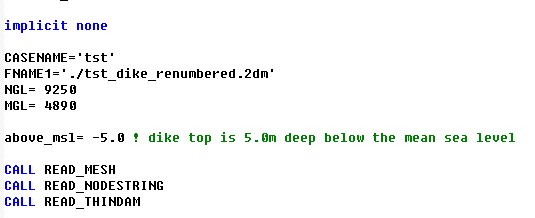 implicit none
CASENAME='tst'
FNAME1='./tst_dike_renumbered.2dm'
NGL= 9250
MGL= 4890
above_msl= -5.0 ! dike top is 5.0m deep below the mean sea level
CALL READ_MESH
CALL READ_NODESTRING
CALL READ_THINDAM